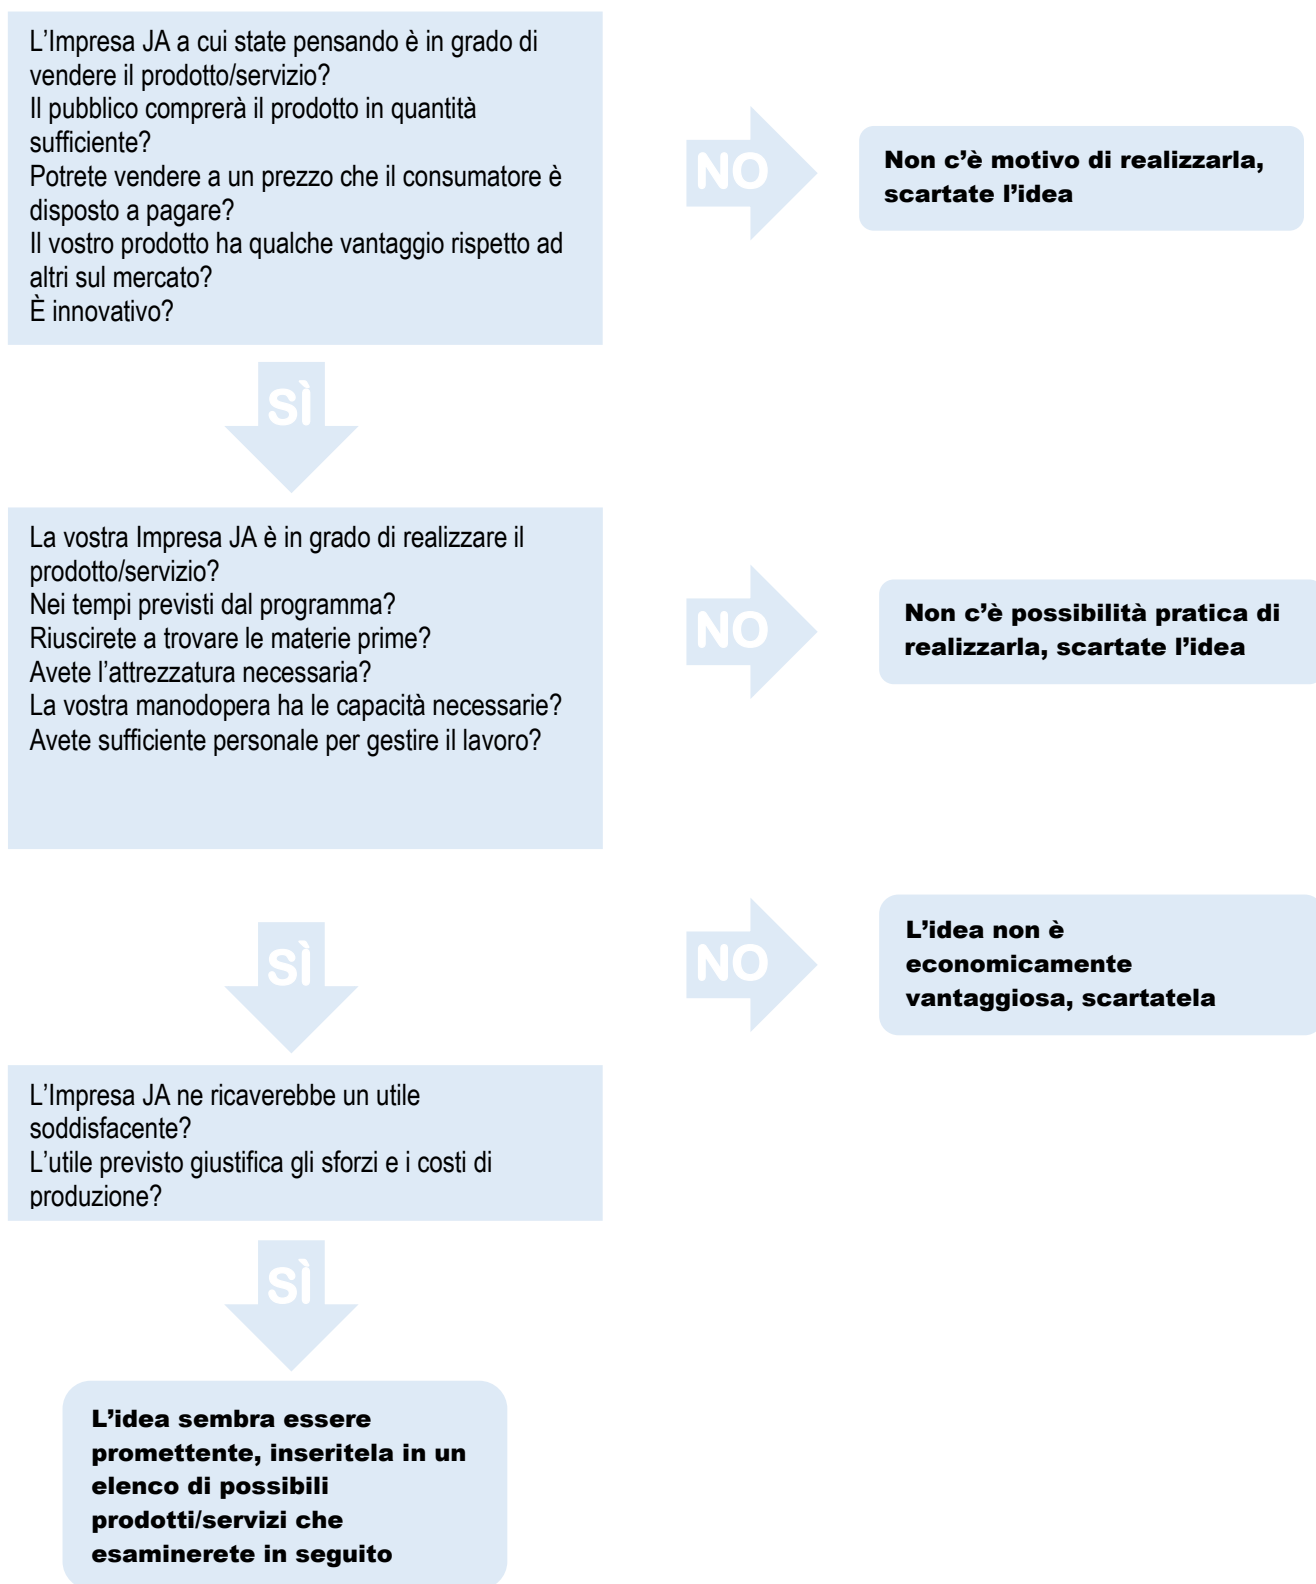 L’Impresa JA a cui state pensando è in grado di
vendere il prodotto/servizio?
Il pubblico comprerà il prodotto in quantità
sufficiente?
Potrete vendere a un prezzo che il consumatore è
disposto a pagare?
Il vostro prodotto ha qualche vantaggio rispetto ad
altri sul mercato?
È innovativo?
NO
Non c’è motivo di realizzarla,
scartate l’idea
SÌ
La vostra Impresa JA è in grado di realizzare il
prodotto/servizio?
Nei tempi previsti dal programma?
Riuscirete a trovare le materie prime?
Avete l’attrezzatura necessaria?
La vostra manodopera ha le capacità necessarie?
Avete sufficiente personale per gestire il lavoro?
NO
Non c’è possibilità pratica di
realizzarla, scartate l’idea
SÌ
NO
L’idea non è
economicamente
vantaggiosa, scartatela
L’Impresa JA ne ricaverebbe un utile
soddisfacente?
L’utile previsto giustifica gli sforzi e i costi di
produzione?
SÌ
L’idea sembra essere
promettente, inseritela in un
elenco di possibili
prodotti/servizi che
esaminerete in seguito